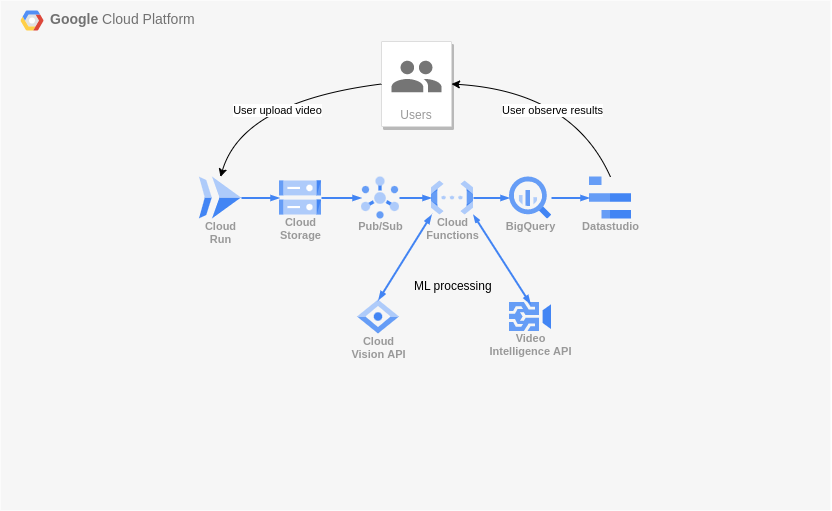 Google Cloud Platform
Users
User upload video
User observe results
Cloud
Run
Cloud
Storage
Pub/Sub
Cloud
Functions
BigQuery
Datastudio
ML processing
Cloud
Vision API
Video
Intelligence API